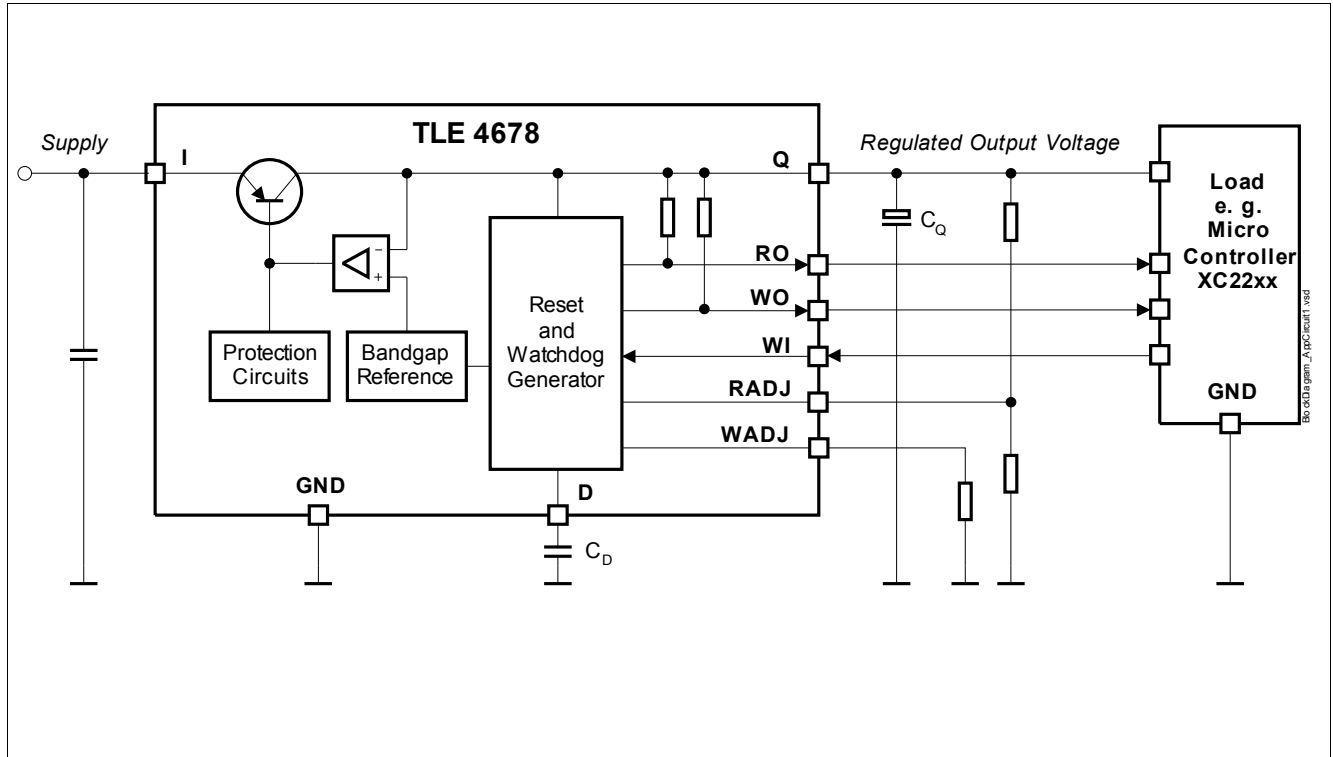 TLE 4678
Supply
I
Q
Regulated Output Voltage
Load
e. g.
Micro
Controller
XC22xx
C_Q
RO
WO
WI
RADJ
WADJ
-
+
Protection
Circuits
Bandgap
Reference
Reset
and
Watchdog
Generator
GND
D
C_D
GND
BlockDiagram_AppCircuit1.vsd